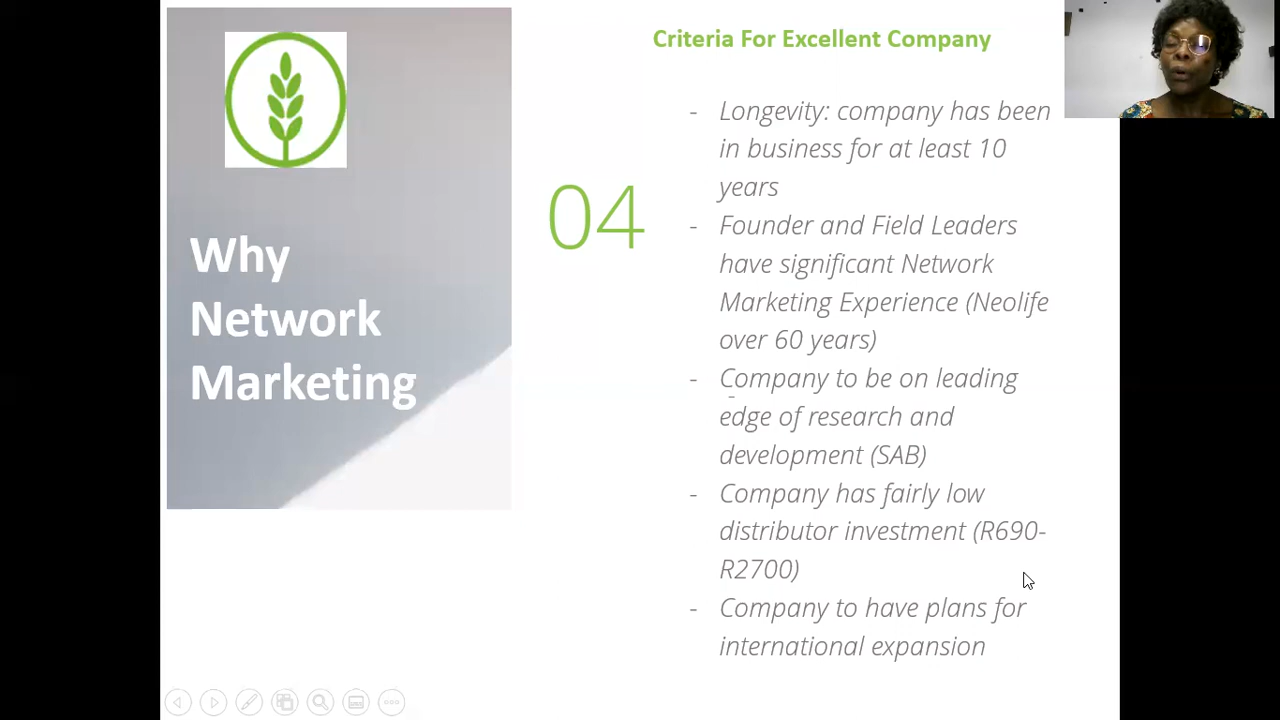 Why
Network
Marketing
04
Criteria For Excellent Company
- Longevity: company has been
in business for at least 10
years
- Founder and Field Leaders
have significant Network
Marketing Experience (Neolife
over 60 years)
- Company to be on leading
edge of research and
development (SAB)
- Company has fairly low
distributor investment (R690-
R2700)
- Company to have plans for
international expansion